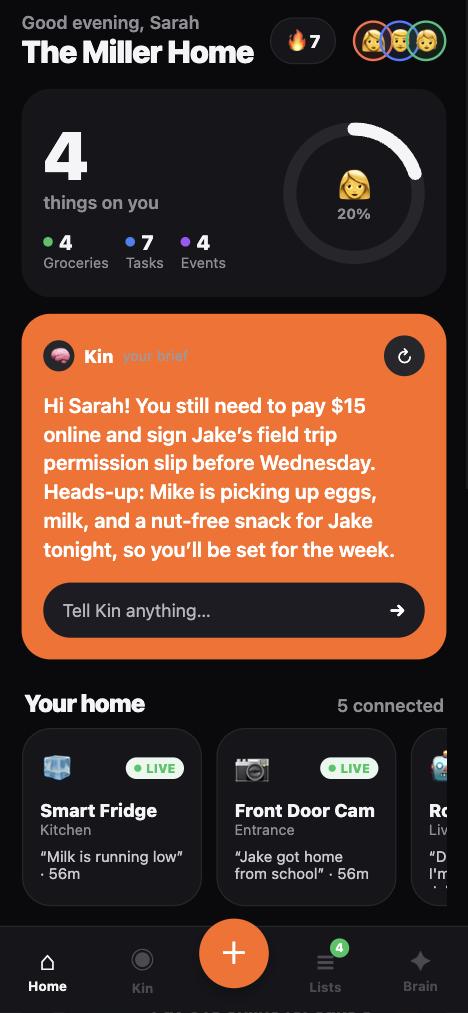 Good evening, Sarah
The Miller Home
7
4
things on you
4
Groceries
7
Tasks
4
Events
20%
Kin your brief
Hi Sarah! You still need to pay $15
online and sign Jake’s field trip
permission slip before Wednesday.
Heads-up: Mike is picking up eggs,
milk, and a nut-free snack for Jake
tonight, so you’ll be set for the week.
Tell Kin anything...
Your home
5 connected
LIVE
Smart Fridge
Kitchen
“Milk is running low”
· 56m
LIVE
Front Door Cam
Entrance
“Jake got home
from school” · 56m
I'm
Home
Kin
4
Lists
Brain